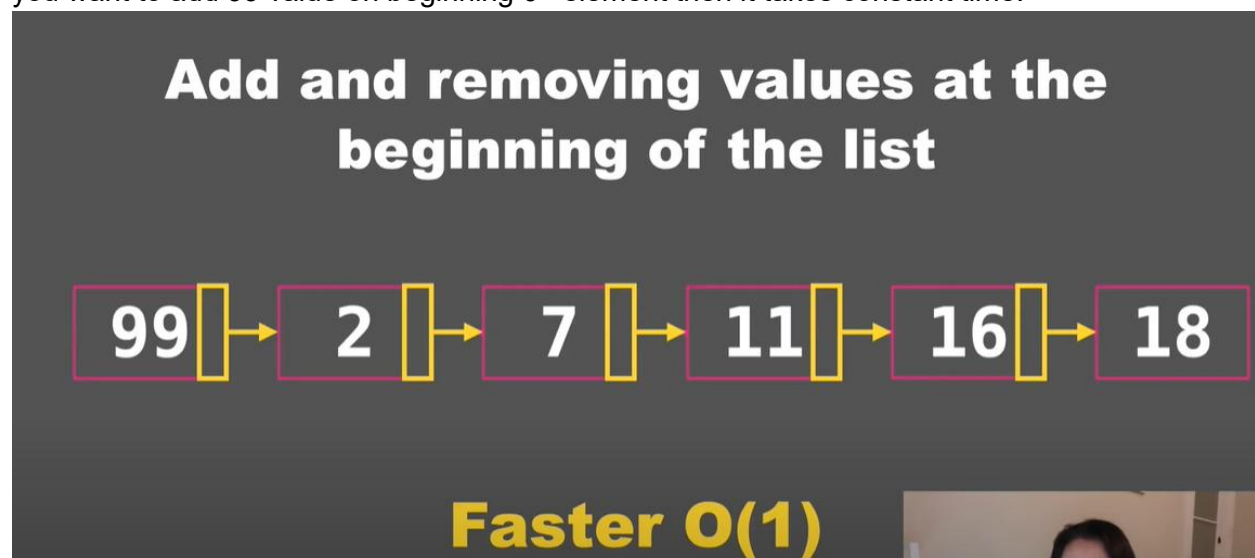 Add and removing values at the
beginning of the list
99 2 7 11 16 18
Faster O(1)